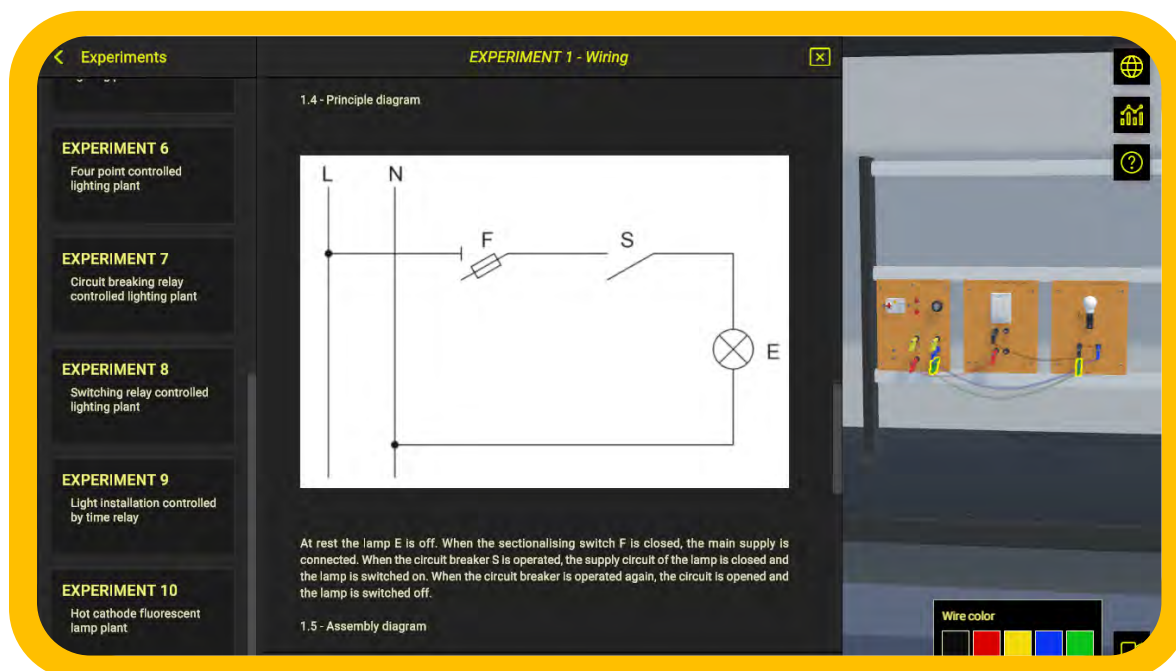 Experiments
EXPERIMENT 6
Four point controlled
lighting plant
EXPERIMENT 7
Circuit breaking relay
controlled lighting plant
EXPERIMENT 8
Switching relay controlled
lighting plant
EXPERIMENT 9
Light installation controlled
by time relay
EXPERIMENT 10
Hot cathode fluorescent
lamp plant
EXPERIMENT 1 - Wiring
1.4 - Principle diagram
L N
F S
E
At rest the lamp E is off. When the sectionalising switch F is closed, the main supply is
connected. When the circuit breaker S is operated, the supply circuit of the lamp is closed and
the lamp is switched on. When the circuit breaker is operated again, the circuit is opened and
the lamp is switched off.
1.5 - Assembly diagram
Wire color